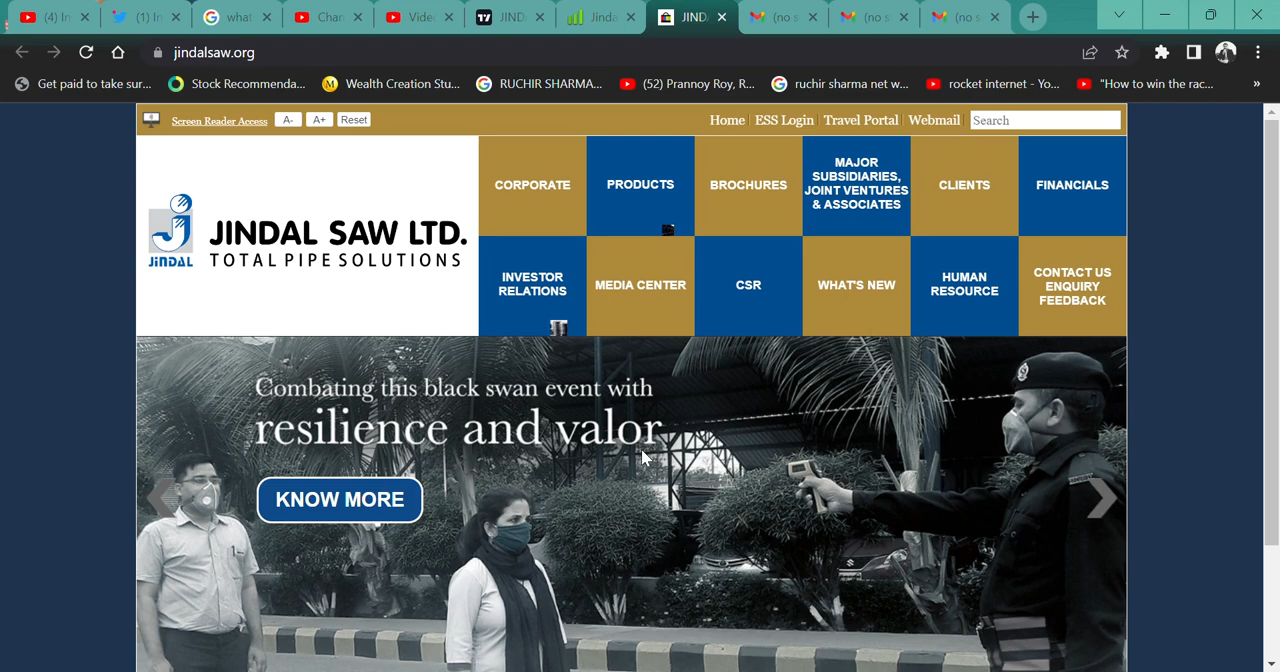 (4) In
(1) In
what
Chan
Vide
JIND
Jinda
JIND
(no s
(no s
(no s
jindalsaw.org
Get paid to take sur...
Stock Recommenda...
Wealth Creation Stu...
RUCHIR SHARMA...
(52) Prannoy Roy, R...
ruchir sharma net w...
rocket internet - Yo...
"How to win the rac...
»
Screen Reader Access
A-
A+
Reset
Home
ESS Login
Travel Portal
Webmail
Search
JINDAL
JINDAL SAW LTD.
TOTAL PIPE SOLUTIONS
CORPORATE
PRODUCTS
BROCHURES
MAJOR
SUBSIDIARIES,
JOINT VENTURES
& ASSOCIATES
CLIENTS
FINANCIALS
INVESTOR
RELATIONS
MEDIA CENTER
CSR
WHAT'S NEW
HUMAN
RESOURCE
CONTACT US
ENQUIRY
FEEDBACK
Combating this black swan event with
resilience and valor
KNOW MORE